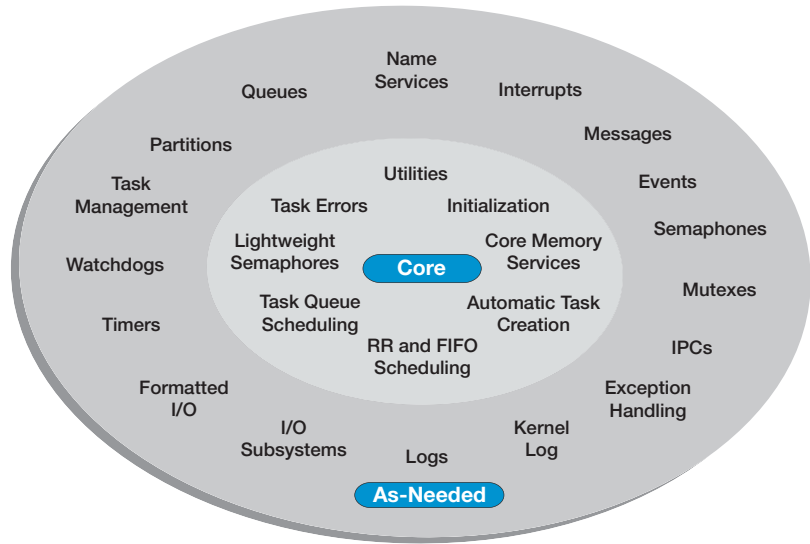 Name
Services
Queues
Interrupts
Messages
Partitions
Utilities
Task
Management
Events
Task Errors
Initialization
Semaphones
Lightweight
Semaphores
Core Memory
Services
Core
Watchdogs
Mutexes
Task Queue
Scheduling
Automatic Task
Creation
Timers
RR and FIFO
Scheduling
IPCs
Formatted
I/O
Exception
Handling
I/O
Subsystems
Kernel
Log
Logs
As-Needed